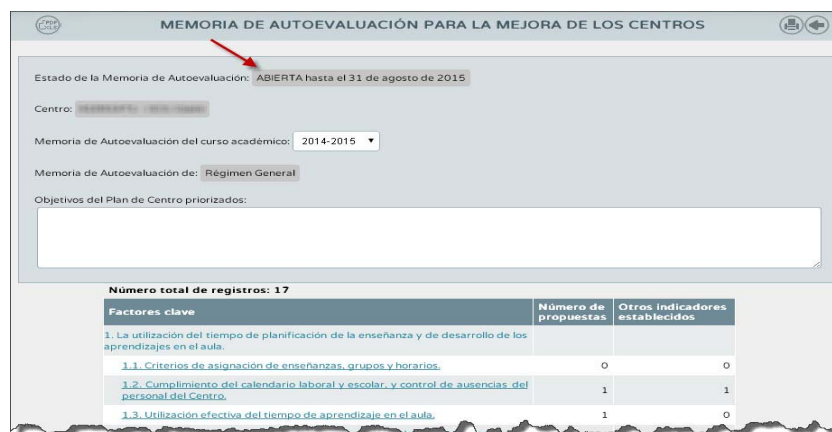 MEMORIA DE AUTOEVALUACIÓN PARA LA MEJORA DE LOS CENTROS
Estado de la Memoria de Autoevaluación: ABIERTA hasta el 31 de agosto de 2015
Centro:
Memoria de Autoevaluación del curso académico: 2014-2015
Memoria de Autoevaluación de: Régimen General
Objetivos del Plan de Centro priorizados:
Número total de registros: 17
Factores clave Número de propuestas Otros indicadores establecidos
1. La utilización del tiempo de planificación de la enseñanza y de desarrollo de los
aprendizajes en el aula.
1.1. Criterios de asignación de enseñanzas, grupos y horarios. 0 0
1.2. Cumplimiento del calendario laboral y escolar, y control de ausencias del
personal del Centro. 1 1
1.3. Utilización efectiva del tiempo de aprendizaje en el aula. 1 0